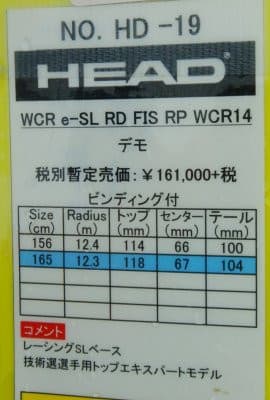 NO. HD -19
HEAD
WCR e-SL RD FIS RP WCR14
デモ
税別暫定売価：￥161,000+税
ビンディング付
Size Radius トップ センター テール
(cm) (m) (mm) (mm) (mm)
156 12.4 114 66 100
165 12.3 118 67 104
コメント
レーシングSLベース
技術選選手用トップエキスパートモデル